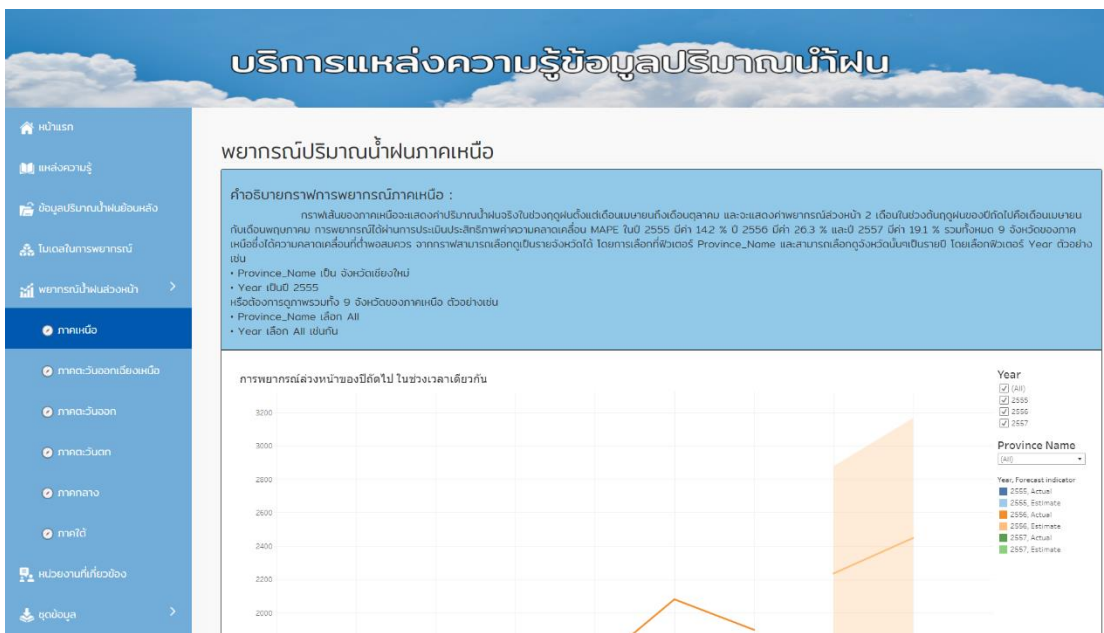 บริการแหล่งความรู้ข้อมูลปริมาณน้ำฝน
หน้าแรก
แหล่งความรู้
ข้อมูลปริมาณน้ำฝนย้อนหลัง
โมเดลในการพยากรณ์
พยากรณ์น้ำฝนล่วงหน้า
ภาคเหนือ
ภาคตะวันออกเฉียงเหนือ
ภาคตะวันออก
ภาคตะวันตก
ภาคกลาง
ภาคใต้
หน่วยงานที่เกี่ยวข้อง
ชุดข้อมูล
พยากรณ์ปริมาณน้ำฝนภาคเหนือ
คำอธิบายกราฟการพยากรณ์ภาคเหนือ :
กราฟเส้นของภาคเหนือจะแสดงค่าปริมาณน้ำฝนจริงในช่วงฤดูฝนตั้งแต่เดือนเมษายนถึงเดือนตุลาคม และจะแสดงค่าพยากรณ์ล่วงหน้า 2 เดือนในช่วงต้นฤดูฝนของปีถัดไปคือเดือนเมษายน
กับเดือนพฤษภาคม การพยากรณ์ได้ผ่านการประเมินประสิทธิภาพค่าความคลาดเคลื่อน MAPE ในปี 2555 มีค่า 14.2 % ปี 2556 มีค่า 26.3 % และปี 2557 มีค่า 19.1 % รวมทั้งหมด 9 จังหวัดของภาค
เหนือซึ่งได้ความคลาดเคลื่อนที่ต่ำพอสมควร จากกราฟสามารถเลือกดูเป็นรายจังหวัดได้ โดยการเลือกที่ฟิวเตอร์ Province_Name และสามารถเลือกดูจังหวัดนั้นๆเป็นรายปี โดยเลือกฟิวเตอร์ Year ตัวอย่าง
เช่น
• Province_Name เป็น จังหวัดเชียงใหม่
• Year เป็นปี 2555
หรือต้องการดูภาพรวมทั้ง 9 จังหวัดของภาคเหนือ ตัวอย่างเช่น
• Province_Name เลือก All
• Year เลือก All เช่นกัน
การพยากรณ์ล่วงหน้าของปีถัดไป ในช่วงเวลาเดียวกัน
3200
3000
2800
2600
2400
2200
2000
Year
(All)
2555
2556
2557
Province Name
(All)
Year, Forecast indicator
2555, Actual
2555, Estimate
2556, Actual
2556, Estimate
2557, Actual
2557, Estimate